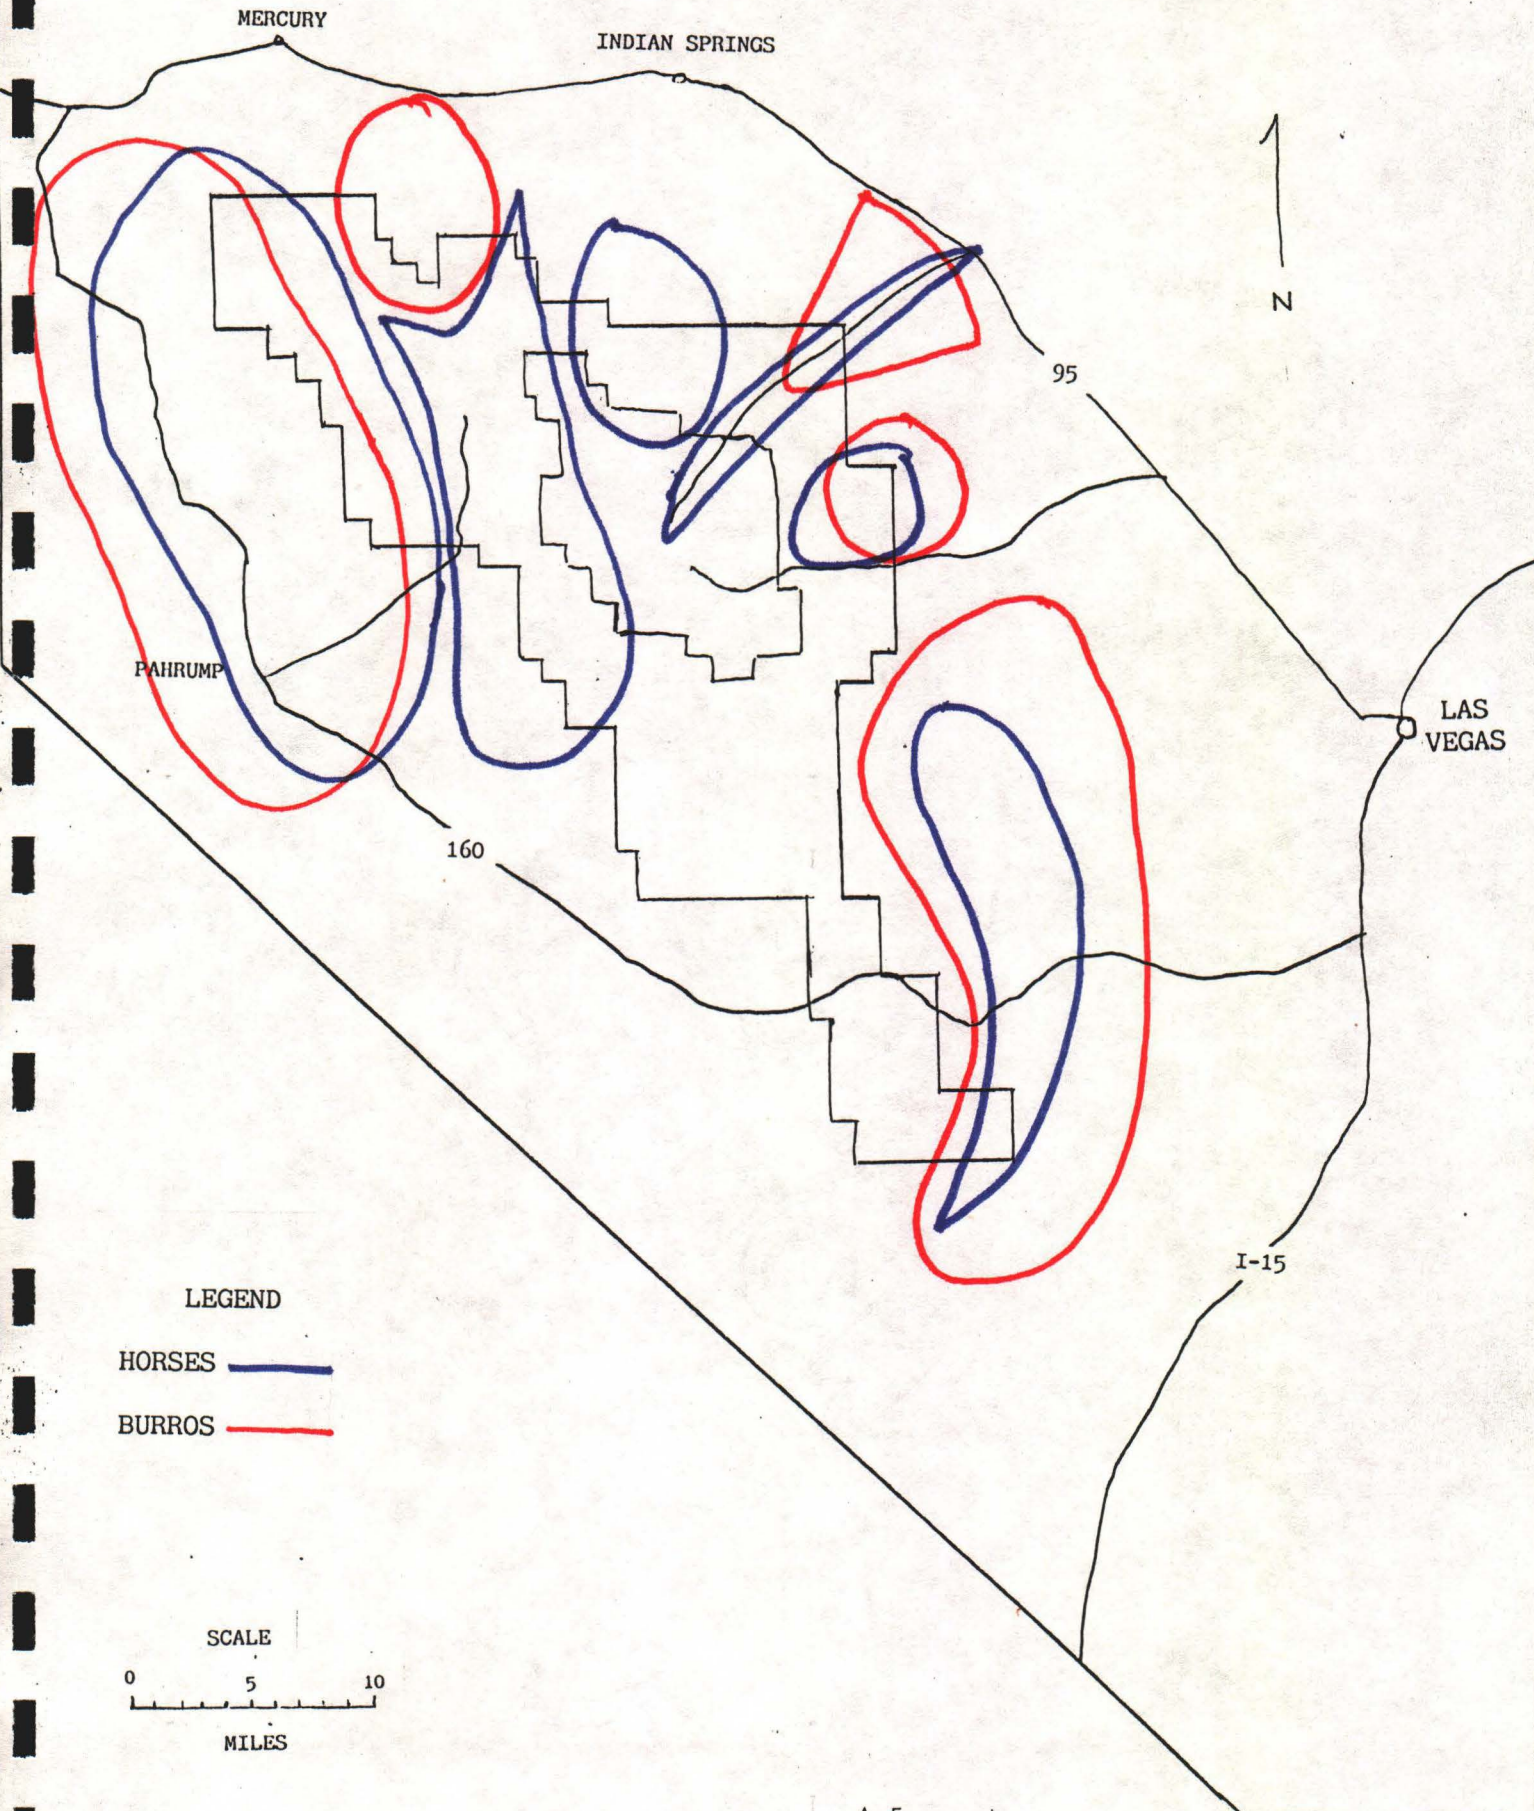 MERCURY
INDIAN SPRINGS
N
95
PAHRUMP
LAS
VEGAS
160
I-15
LEGEND
HORSES
BURROS
SCALE
0 5 10
MILES